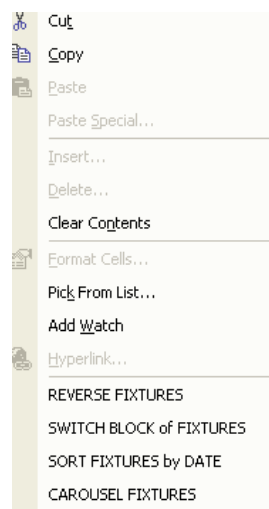 Cut
Copy
Paste
Paste Special...
Insert...
Delete...
Clear Contents
Format Cells...
Pick From List...
Add Watch
Hyperlink...
REVERSE FIXTURES
SWITCH BLOCK of FIXTURES
SORT FIXTURES by DATE
CAROUSEL FIXTURES